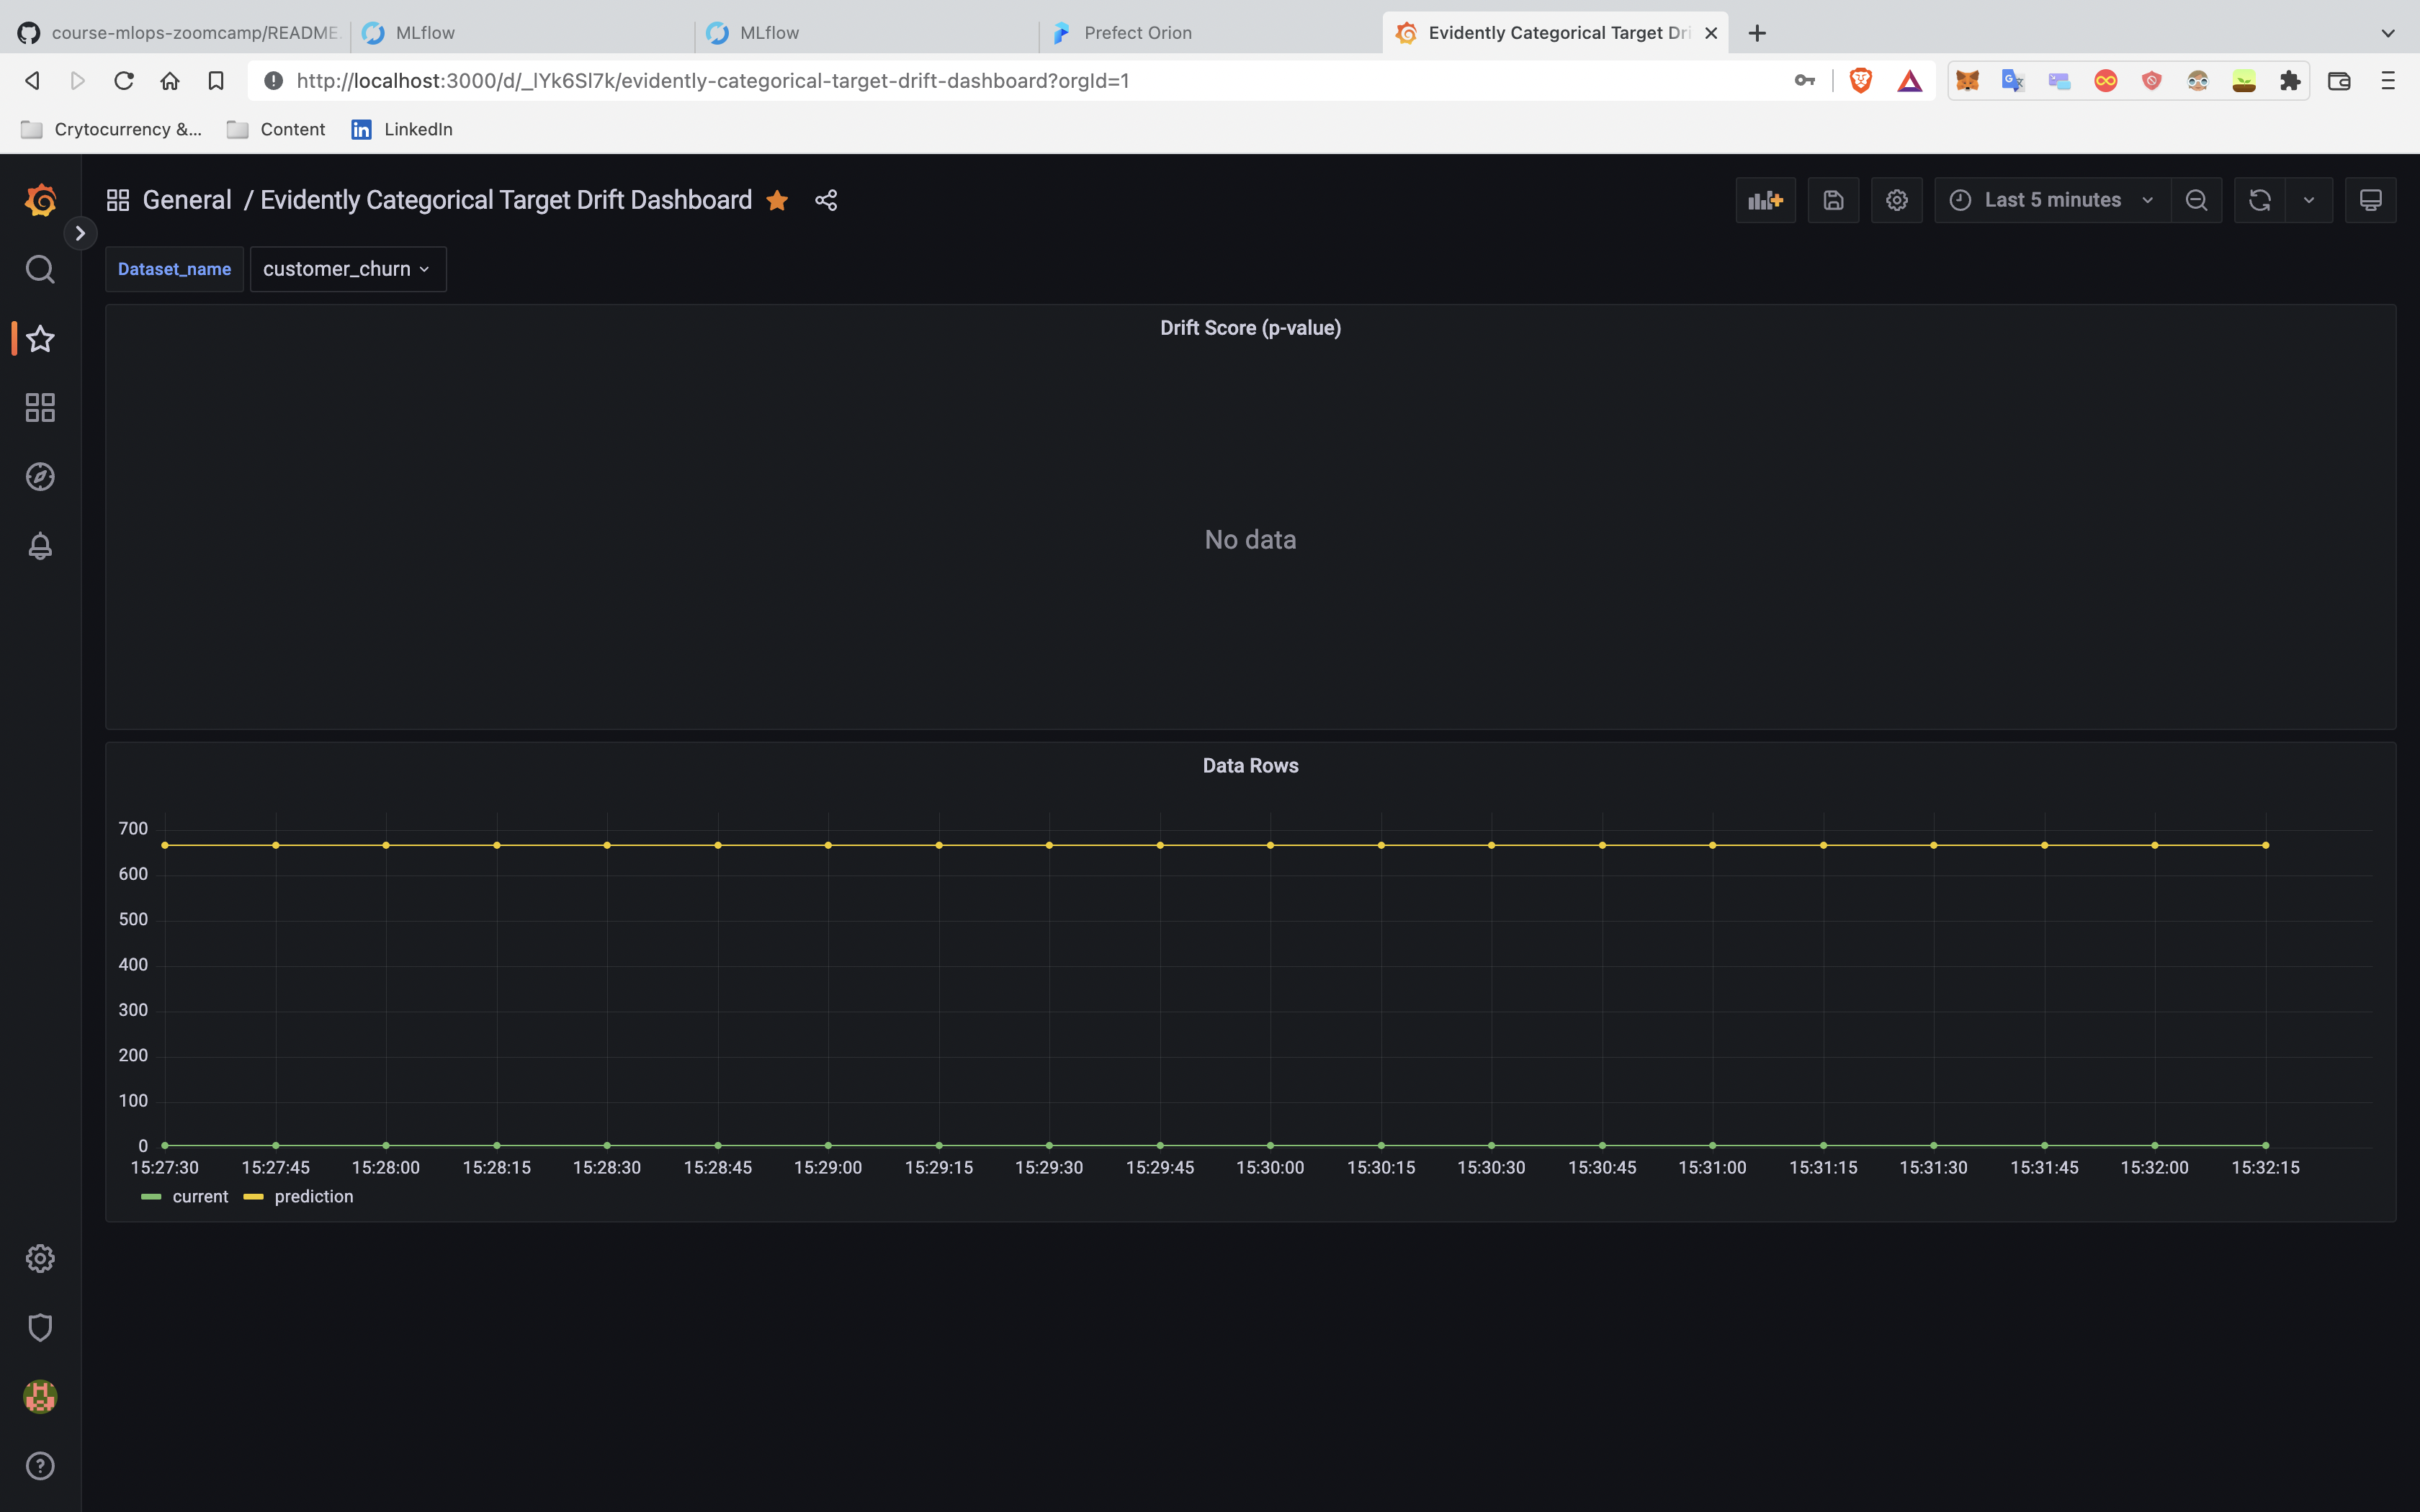 course-mlops-zoomcamp/README.
MLflow
MLflow
Prefect Orion
Evidently Categorical Target Dri
http://localhost:3000/d/_lYk6Sl7k/evidently-categorical-target-drift-dashboard?orgId=1
Crytocurrency &...
Content
LinkedIn
General / Evidently Categorical Target Drift Dashboard
Last 5 minutes
Dataset_name
customer_churn
Drift Score (p-value)
No data
Data Rows
700
600
500
400
300
200
100
0
15:27:30 15:27:45 15:28:00 15:28:15 15:28:30 15:28:45 15:29:00 15:29:15 15:29:30 15:29:45 15:30:00 15:30:15 15:30:30 15:30:45 15:31:00 15:31:15 15:31:30 15:31:45 15:32:00 15:32:15
current prediction